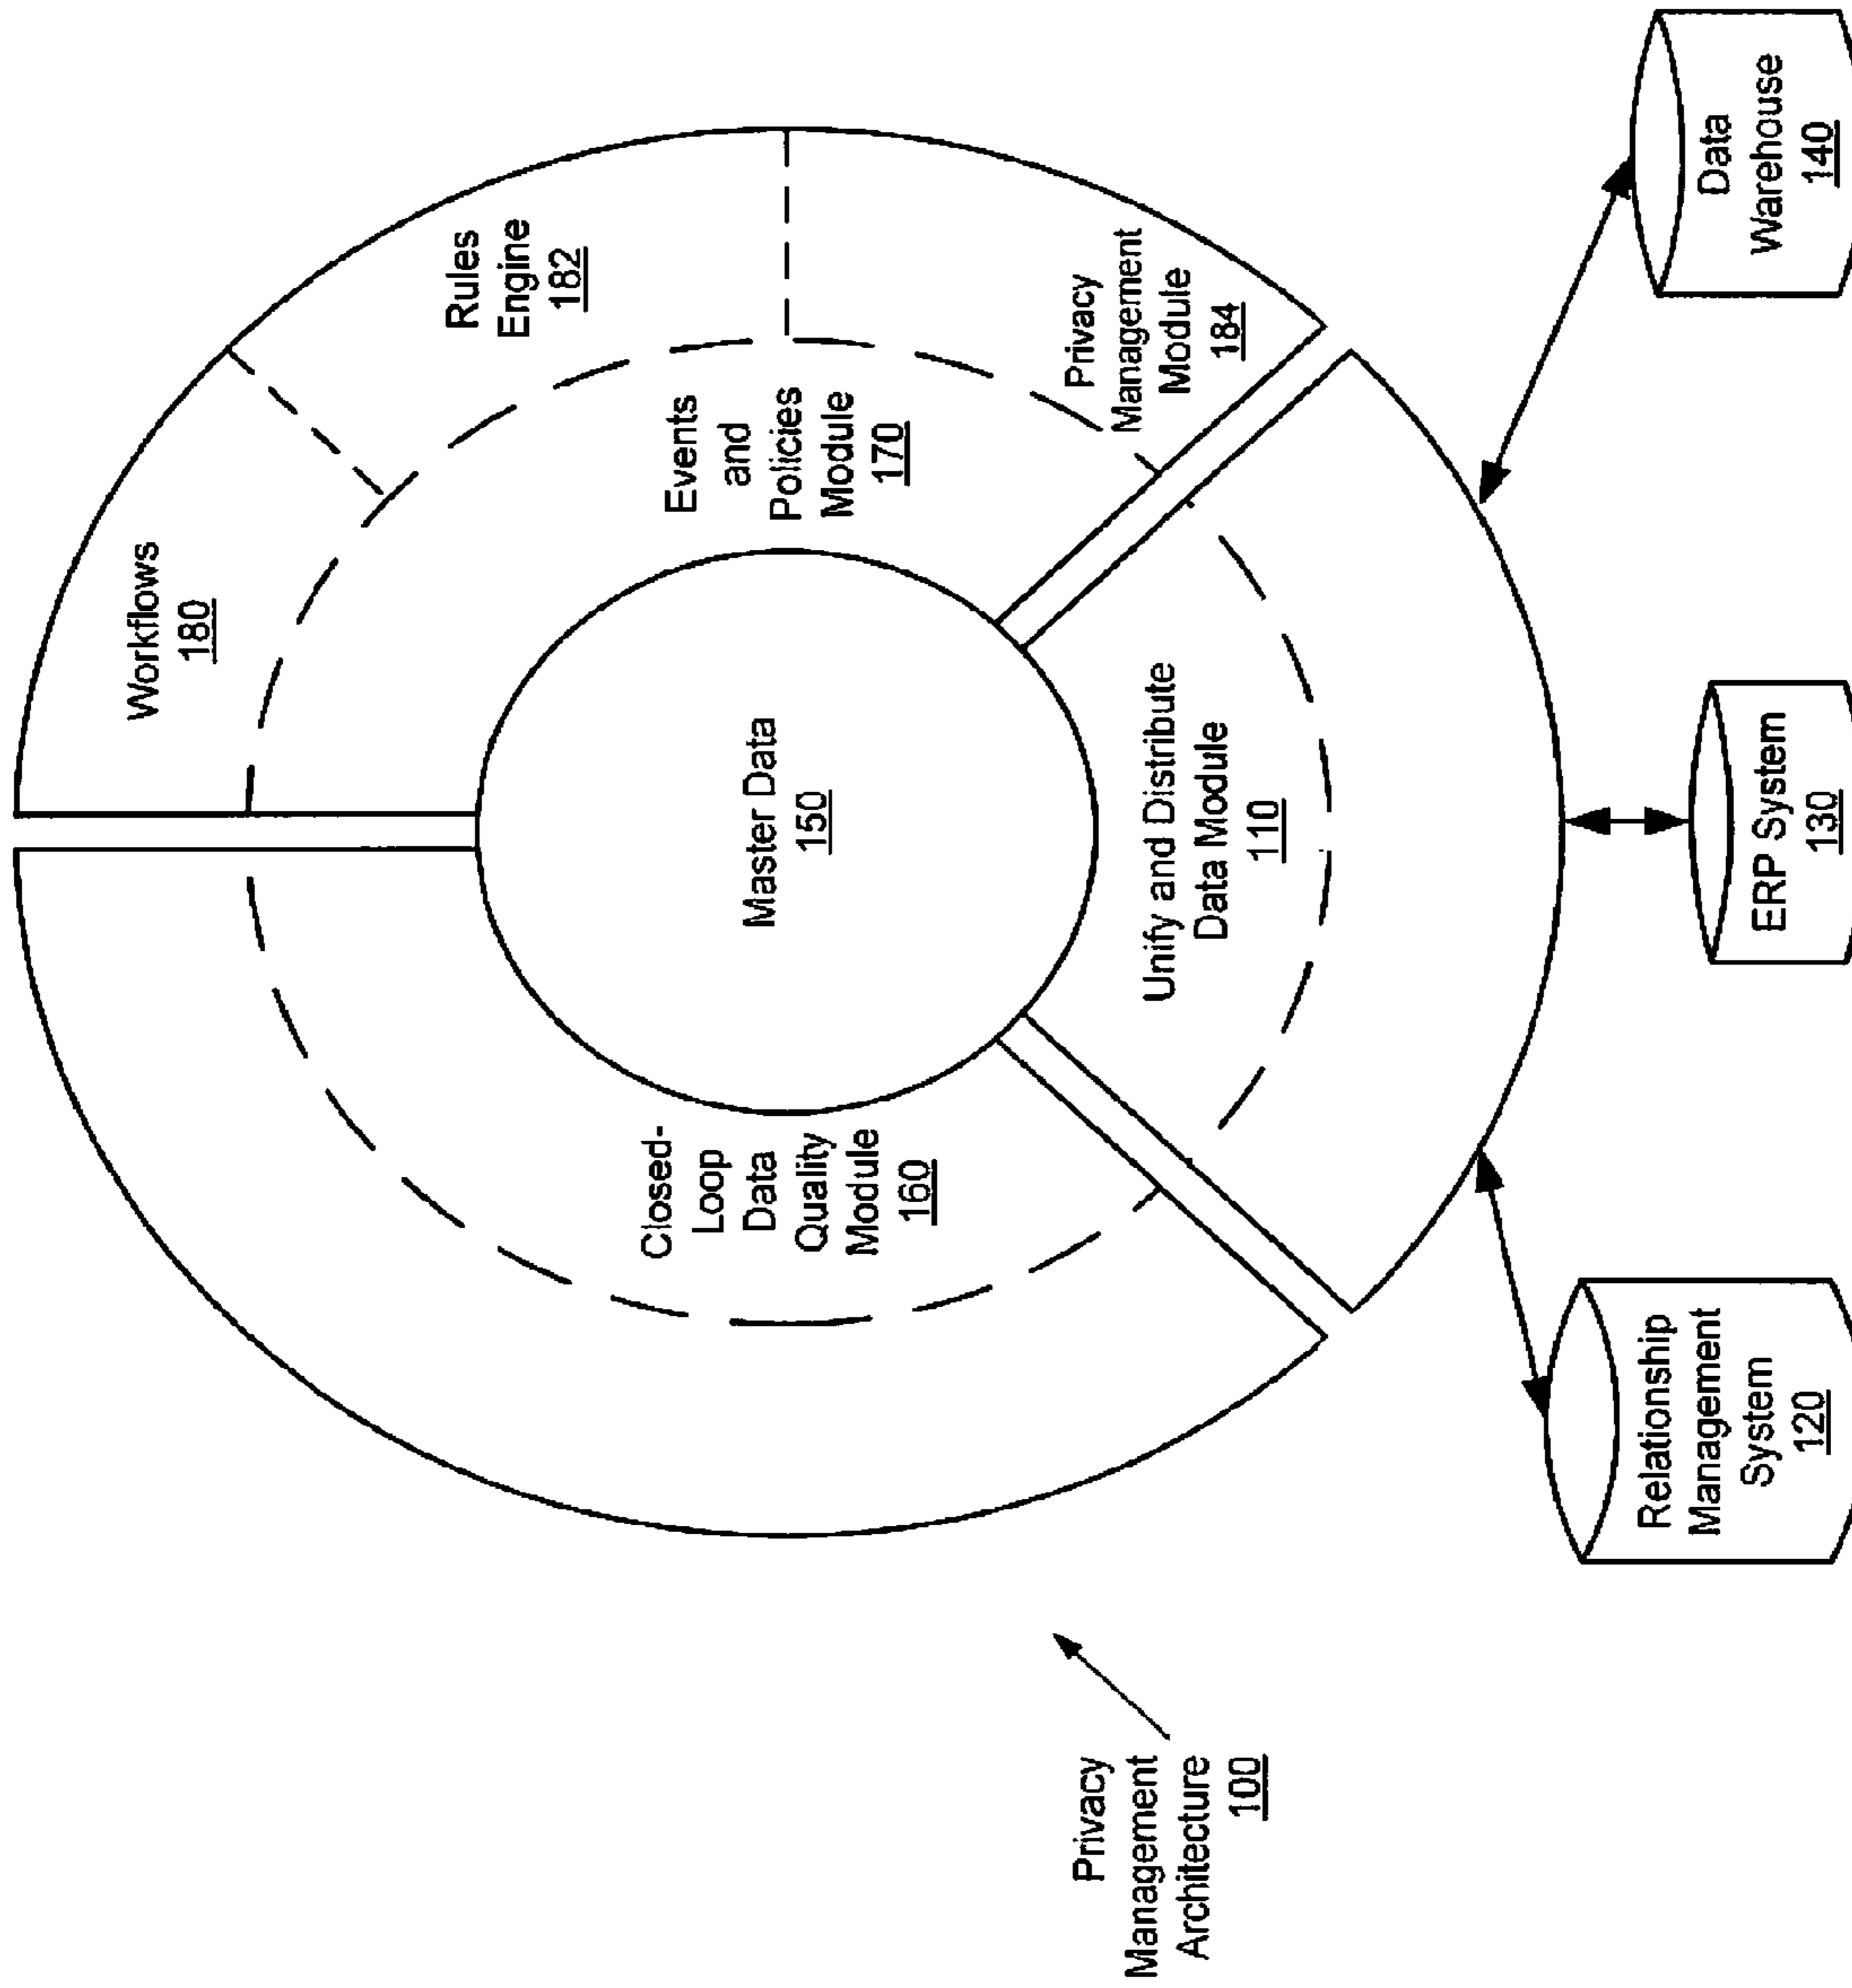 Workflows
180
Rules
Engine
182
Events
and
Policies
Module
170
Privacy
Management
Module
184
Master Data
150
Closed-
Loop
Data
Quality
Module
160
Unify and Distribute
Data Module
110
Privacy
Management
Architecture
100
Relationship
Management
System
120
ERP System
130
Data
Warehouse
140